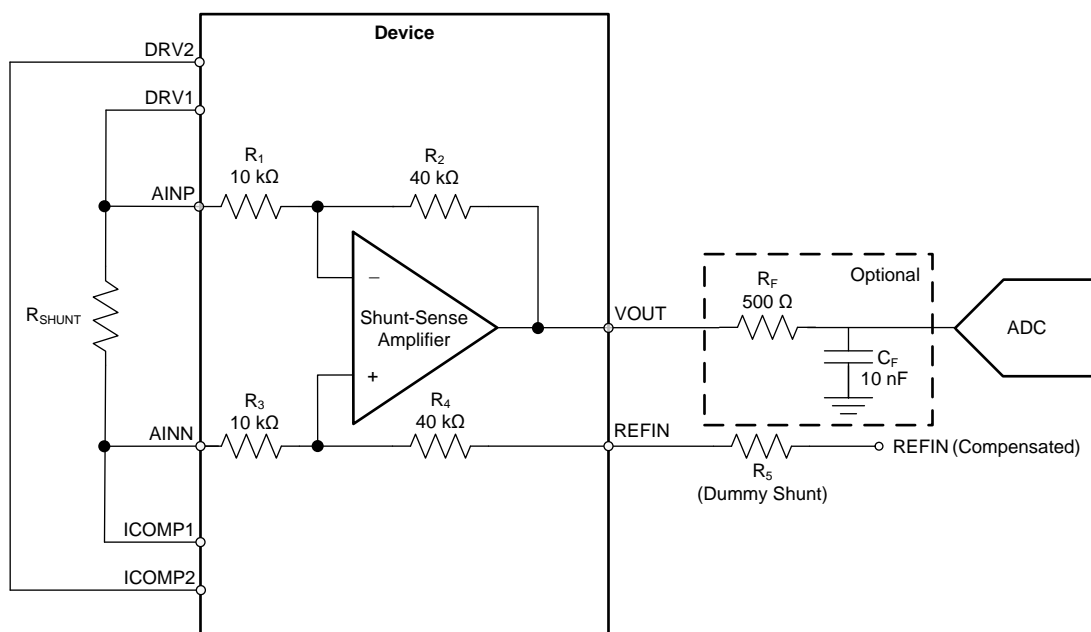 Device
DRV2
DRV1
AINP
R1
10 kΩ
R2
40 kΩ
Optional
RF
500 Ω
VOUT
ADC
RSHUNT
–
Shunt-Sense
Amplifier
+
CF
10 nF
R3
10 kΩ
R4
40 kΩ
AINN
REFIN
REFIN (Compensated)
R5
(Dummy Shunt)
ICOMP1
ICOMP2